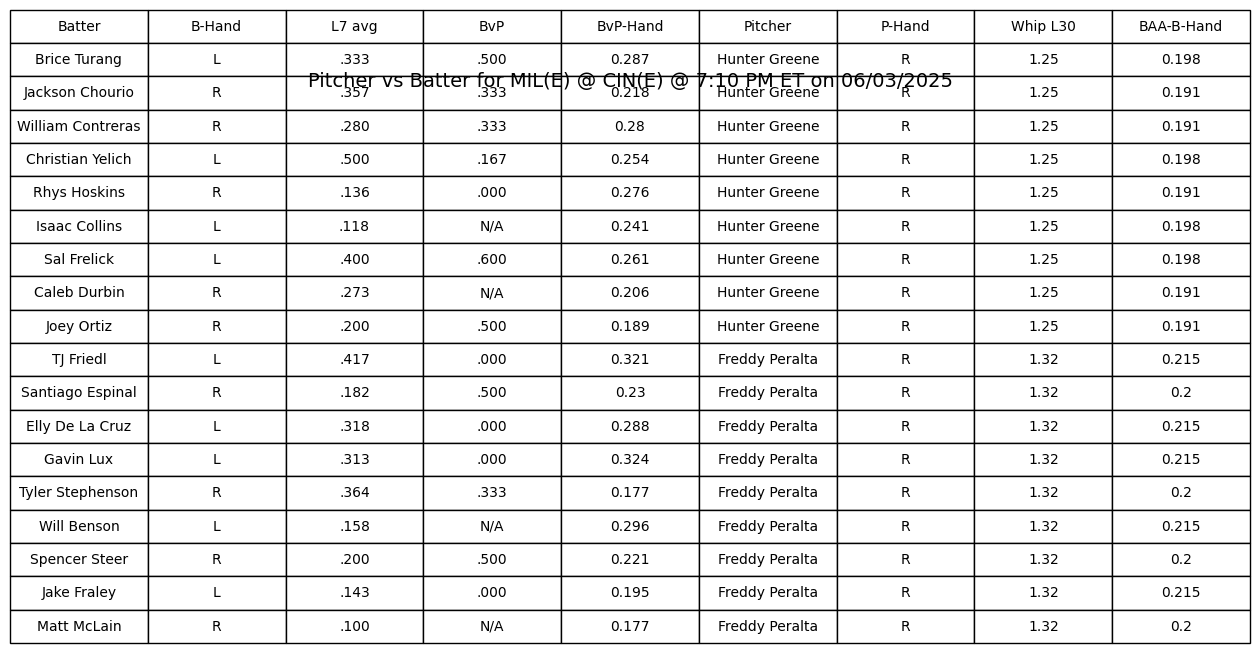 Batter B-Hand L7 avg BvP BvP-Hand Pitcher P-Hand Whip L30 BAA-B-Hand
Brice Turang L .333 .500 0.287 Hunter Greene R 1.25 0.198
Pitcher vs Batter for MIL(E) @ CIN(E) @ 7:10 PM ET on 06/03/2025
Jackson Chourio R .357 .333 0.218 Hunter Greene R 1.25 0.191
William Contreras R .280 .333 0.28 Hunter Greene R 1.25 0.191
Christian Yelich L .500 .167 0.254 Hunter Greene R 1.25 0.198
Rhys Hoskins R .136 .000 0.276 Hunter Greene R 1.25 0.191
Isaac Collins L .118 N/A 0.241 Hunter Greene R 1.25 0.198
Sal Frelick L .400 .600 0.261 Hunter Greene R 1.25 0.198
Caleb Durbin R .273 N/A 0.206 Hunter Greene R 1.25 0.191
Joey Ortiz R .200 .500 0.189 Hunter Greene R 1.25 0.191
TJ Friedl L .417 .000 0.321 Freddy Peralta R 1.32 0.215
Santiago Espinal R .182 .500 0.23 Freddy Peralta R 1.32 0.2
Elly De La Cruz L .318 .000 0.288 Freddy Peralta R 1.32 0.215
Gavin Lux L .313 .000 0.324 Freddy Peralta R 1.32 0.215
Tyler Stephenson R .364 .333 0.177 Freddy Peralta R 1.32 0.2
Will Benson L .158 N/A 0.296 Freddy Peralta R 1.32 0.215
Spencer Steer R .200 .500 0.221 Freddy Peralta R 1.32 0.2
Jake Fraley L .143 .000 0.195 Freddy Peralta R 1.32 0.215
Matt McLain R .100 N/A 0.177 Freddy Peralta R 1.32 0.2